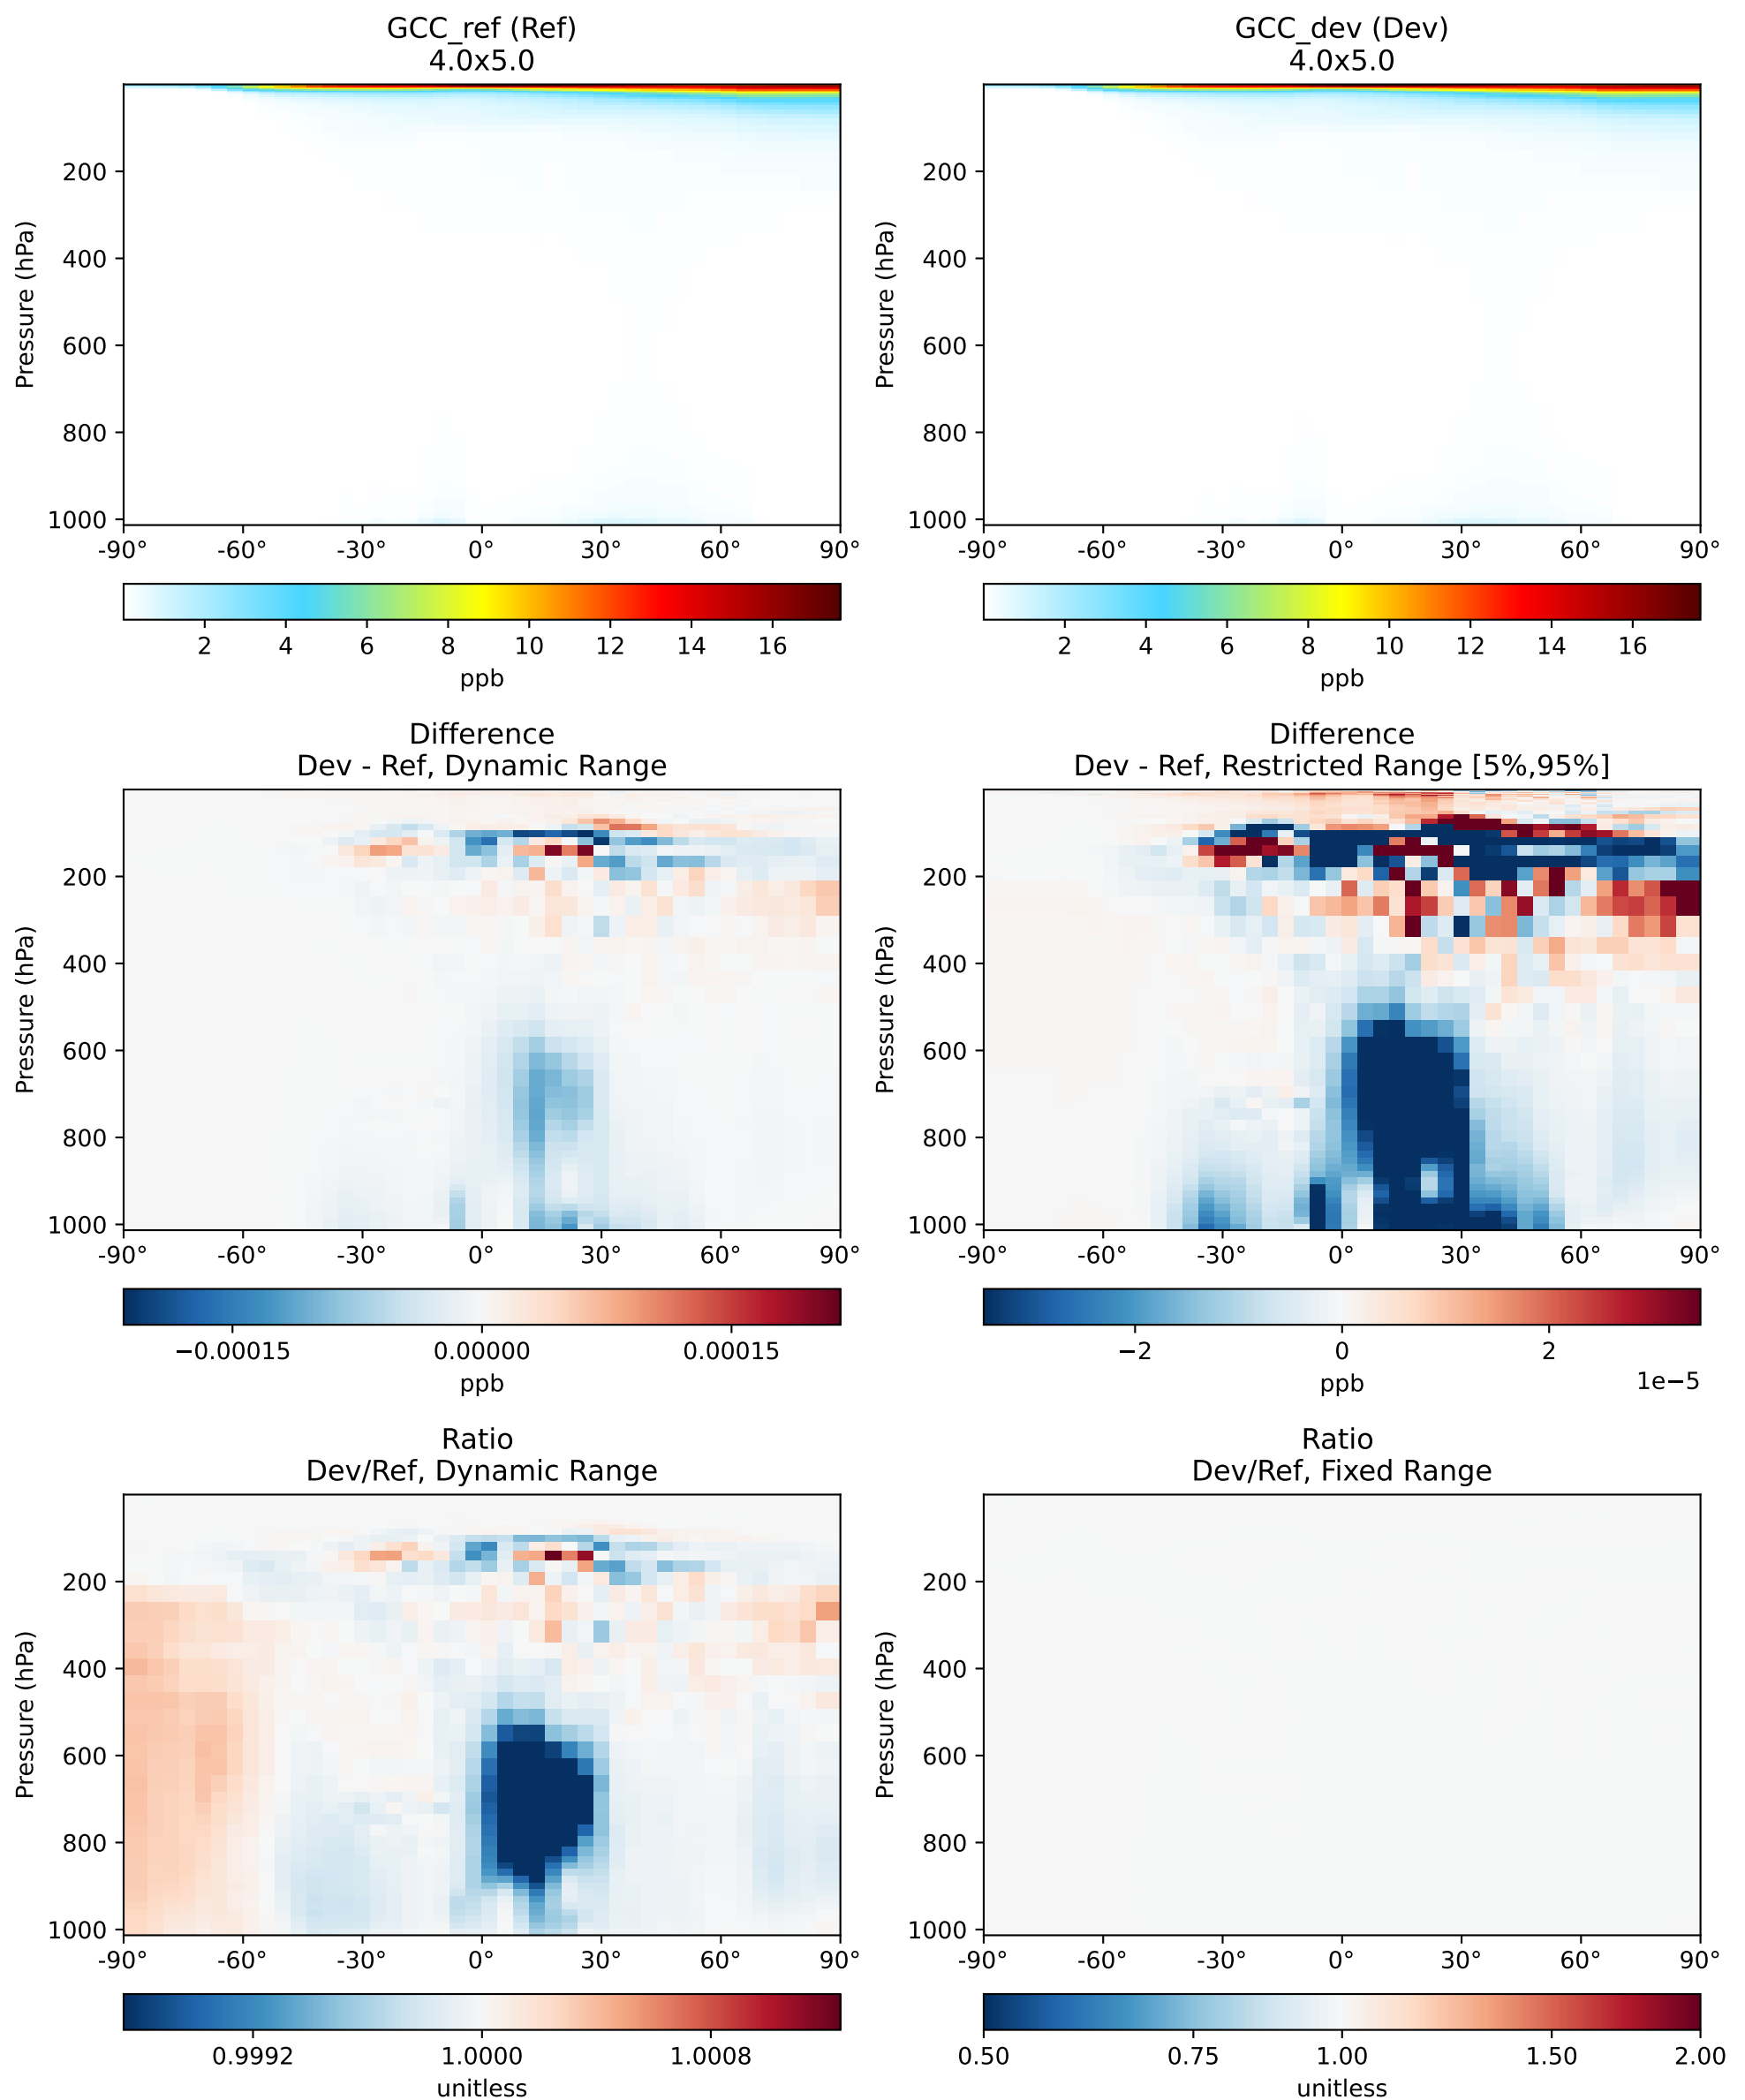 GCC_ref (Ref)
4.0x5.0
Pressure (hPa)
200
400
600
800
1000
-90° -60° -30° 0° 30° 60° 90°
2 4 6 8 10 12 14 16
ppb
GCC_dev (Dev)
4.0x5.0
Pressure (hPa)
200
400
600
800
1000
-90° -60° -30° 0° 30° 60° 90°
2 4 6 8 10 12 14 16
ppb
Difference
Dev - Ref, Dynamic Range
Pressure (hPa)
200
400
600
800
1000
-90° -60° -30° 0° 30° 60° 90°
−0.00015 0.00000 0.00015
ppb
Difference
Dev - Ref, Restricted Range [5%,95%]
Pressure (hPa)
200
400
600
800
1000
-90° -60° -30° 0° 30° 60° 90°
−2 0 2
ppb
1e−5
Ratio
Dev/Ref, Dynamic Range
Pressure (hPa)
200
400
600
800
1000
-90° -60° -30° 0° 30° 60° 90°
0.9992 1.0000 1.0008
unitless
Ratio
Dev/Ref, Fixed Range
Pressure (hPa)
200
400
600
800
1000
-90° -60° -30° 0° 30° 60° 90°
0.50 0.75 1.00 1.50 2.00
unitless